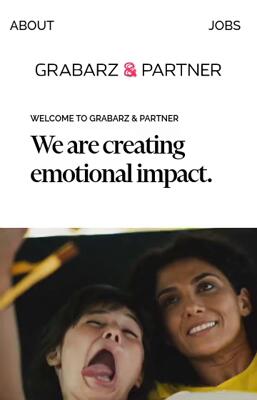 ABOUT
JOBS
GRABARZ & PARTNER
WELCOME TO GRABARZ & PARTNER
We are creating
emotional impact.